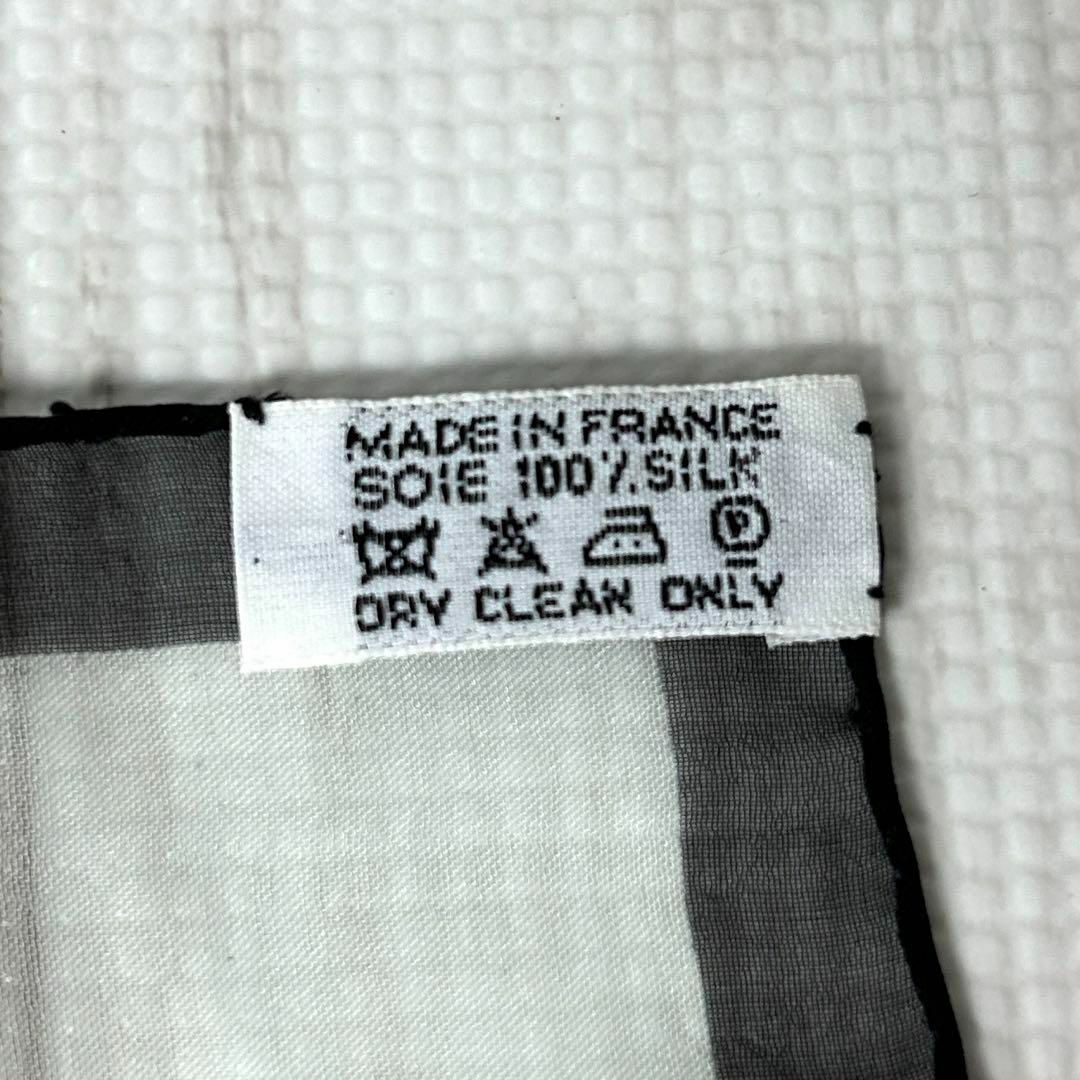 MADE IN FRANCE
SOIE 100% SILK
P
DRY CLEAN ONLY